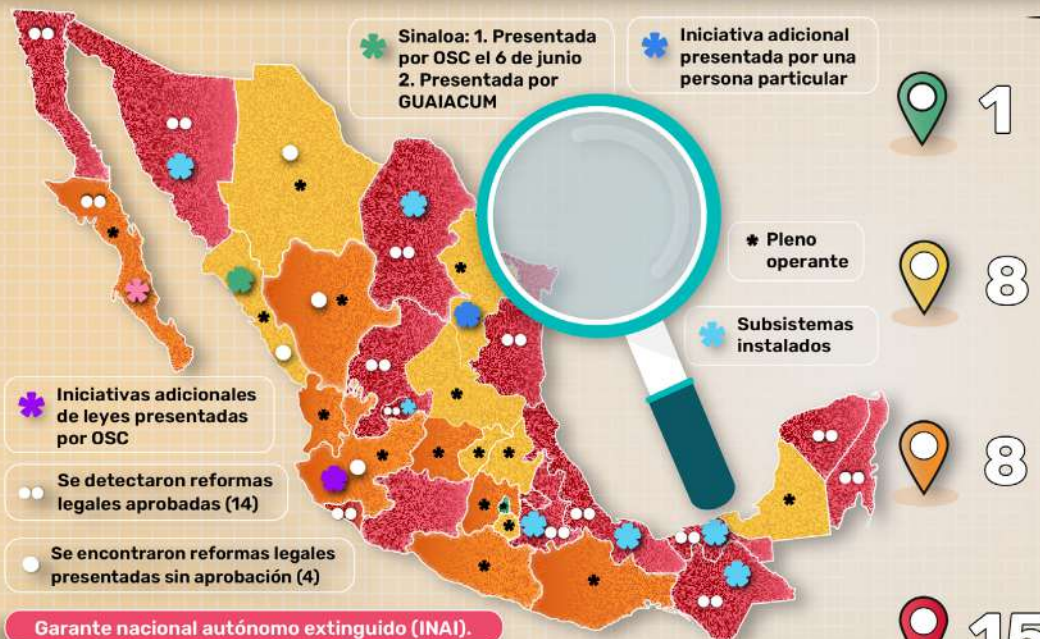 Sinaloa: 1. Presentada
por OSC el 6 de junio
2. Presentada por
GUAIACUM
Iniciativa adicional
presentada por una
persona particular
1
* Pleno
operante
8
Subsistemas
instalados
Iniciativas adicionales
de leyes presentadas
por OSC
8
Se detectaron reformas
legales aprobadas (14)
Se encontraron reformas legales
presentadas sin aprobación (4)
Garante nacional autónomo extinguido (INAI).
15